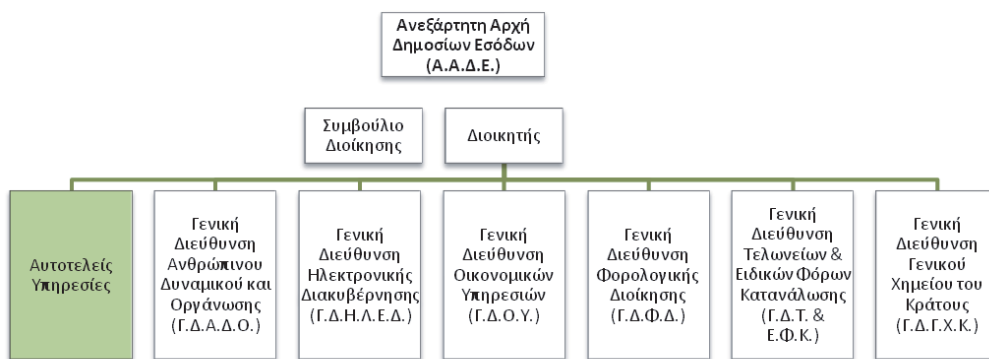 Ανεξάρτητη Αρχή
Δημοσίων Εσόδων
(Α.Α.Δ.Ε.)
Συμβούλιο
Διοίκησης
Διοικητής
Αυτοτελείς
Υπηρεσίες
Γενική
Διεύθυνση
Ανθρώπινου
Δυναμικού και
Οργάνωσης
(Γ.Δ.Α.Δ.Ο.)
Γενική
Διεύθυνση
Ηλεκτρονικής
Διακυβέρνησης
(Γ.Δ.Η.Λ.Ε.Δ.)
Γενική
Διεύθυνση
Οικονομικών
Υπηρεσιών
(Γ.Δ.Ο.Υ.)
Γενική
Διεύθυνση
Φορολογικής
Διοίκησης
(Γ.Δ.Φ.Δ.)
Γενική
Διεύθυνση
Τελωνείων &
Ειδικών Φόρων
Κατανάλωσης
(Γ.Δ.Τ. &
Ε.Φ.Κ.)
Γενική
Διεύθυνση
Γενικού
Χημείου του
Κράτους
(Γ.Δ.Γ.Χ.Κ.)